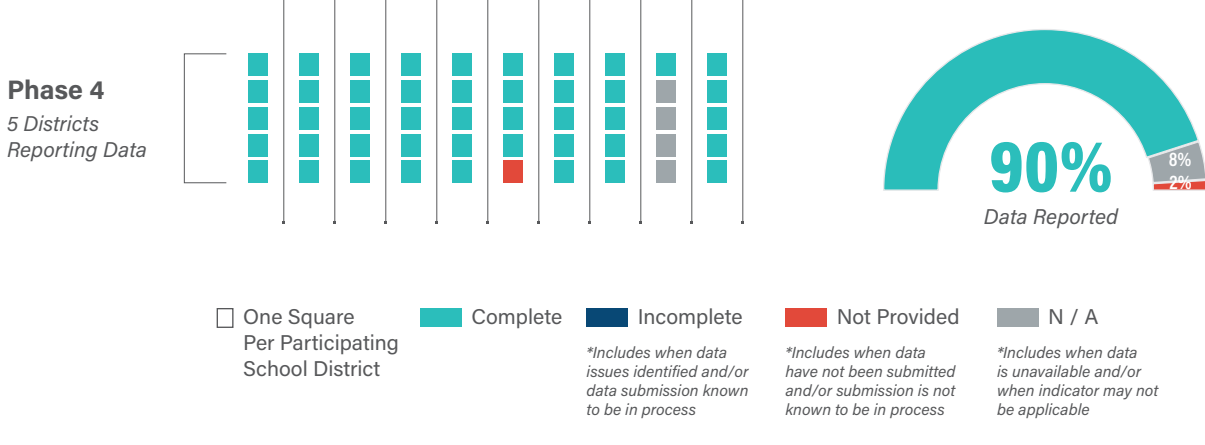 Phase 4
5 Districts
Reporting Data
8%
90%
2%
Data Reported
One Square
Per Participating
School District
Complete
Incomplete
*Includes when data
issues identified and/or
data submission known
to be in process
Not Provided
*Includes when data
have not been submitted
and/or submission is not
known to be in process
N / A
*Includes when data
is unavailable and/or
when indicator may not
be applicable